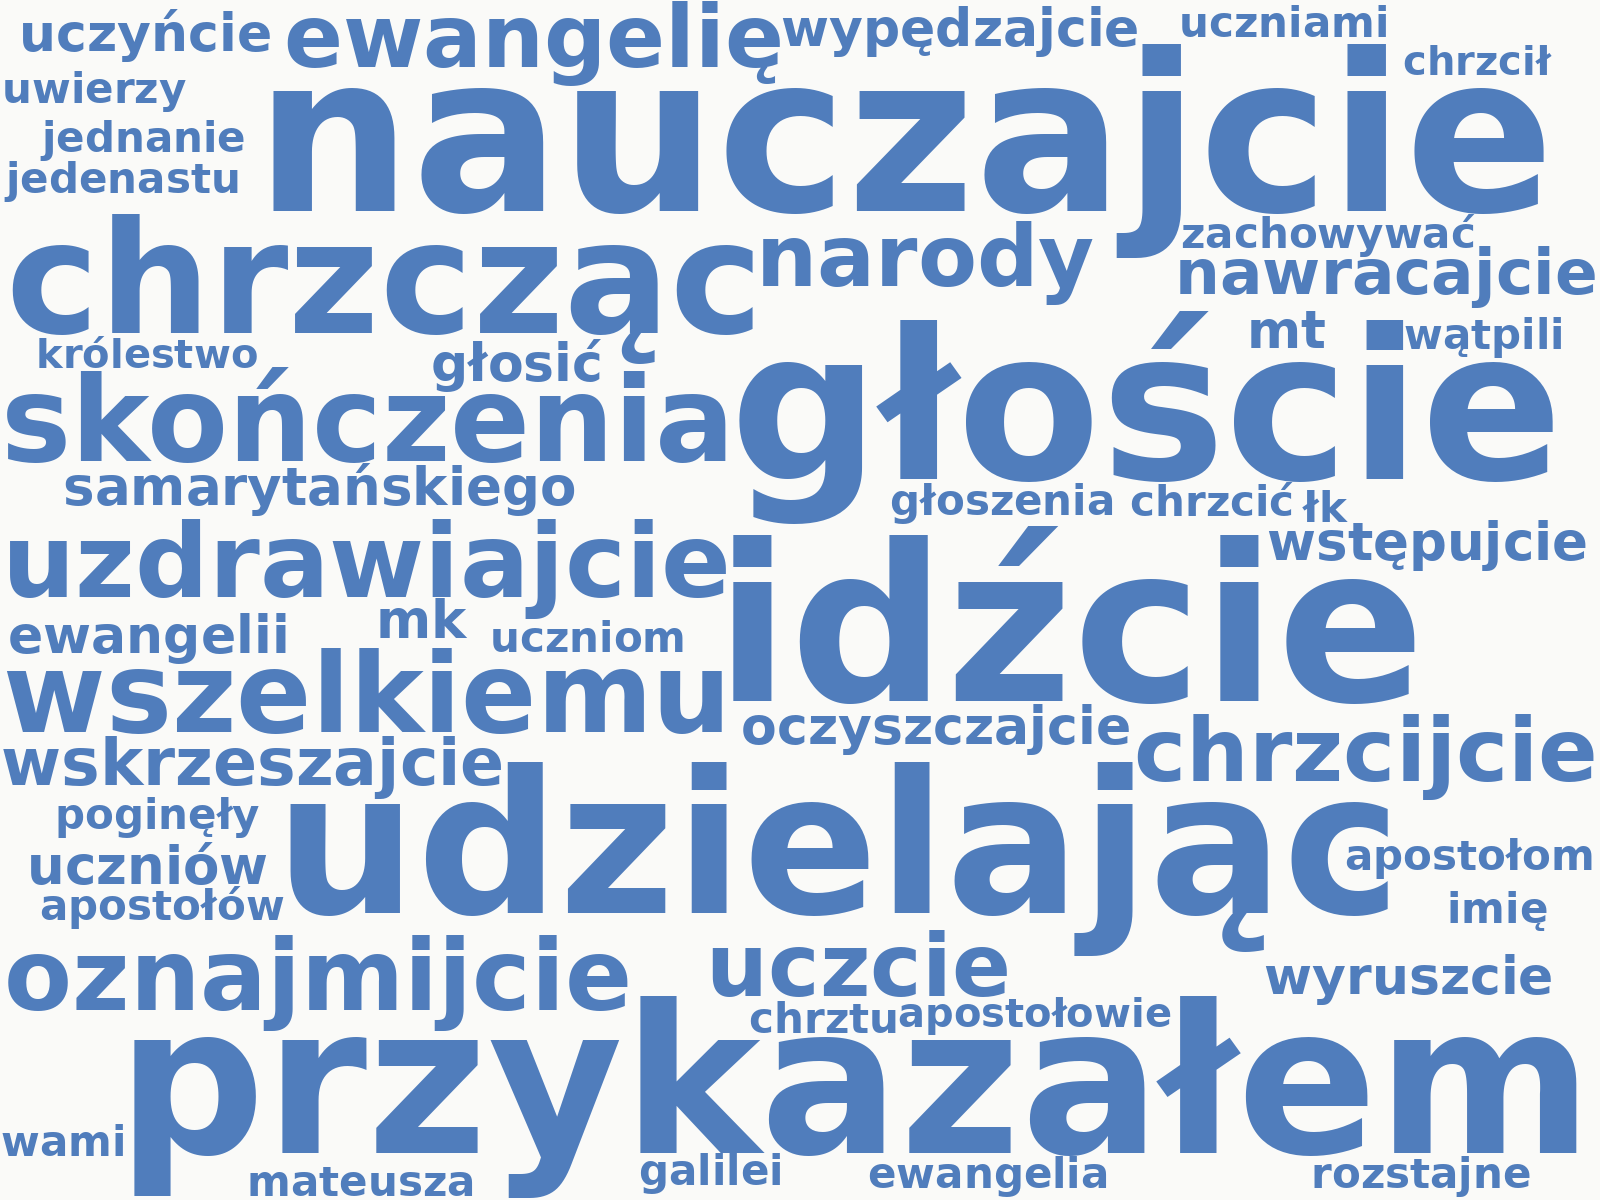 uczyńcie ewangelię wypędzajcie uczniami
uwierzy chrzcił
nauczajcie
jednanie
jedenastu
chrzcząc narody zachowywać
nawracajcie
królestwo głosić mt wątpili
skończenia głoście
samarytańskiego głoszenia chrzcić łk
uzdrawiajcie wstępujcie
idźcie
ewangelii mk uczniom
wszelkiemu
oczyszczajcie chrzcijcie
wskrzeszajcie
poginęły
udzielając
uczniów apostołom
apostołów imię
oznajmijcie uczcie wyruszcie
chrztu apostołowie
przykazałem
wami
mateusza galilei ewangelia rozstajne